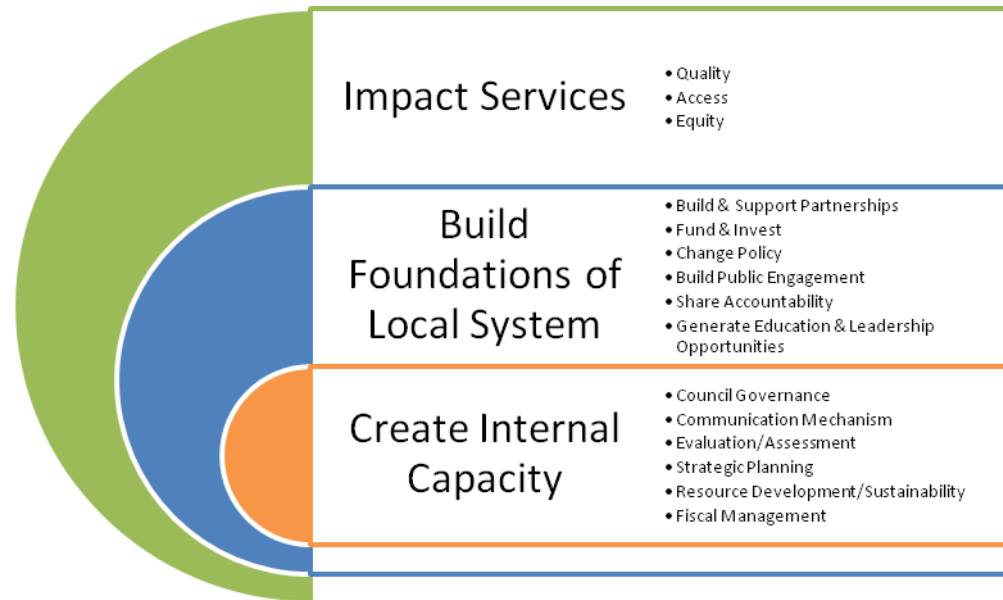 Impact Services
• Quality
• Access
• Equity
Build
Foundations of
Local System
• Build & Support Partnerships
• Fund & Invest
• Change Policy
• Build Public Engagement
• Share Accountability
• Generate Education & Leadership
Opportunities
Create Internal
Capacity
• Council Governance
• Communication Mechanism
• Evaluation/Assessment
• Strategic Planning
• Resource Development/Sustainability
• Fiscal Management